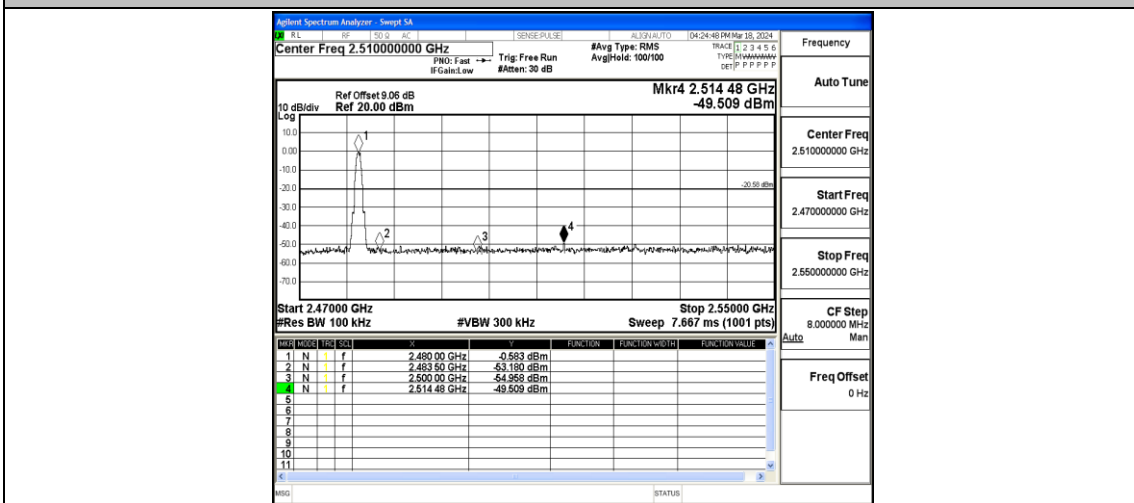 Agilent Spectrum Analyzer - Swept SA
RL RF 50 Ω AC SENSE:PULSE ALIGN AUTO 04:24:48 PM Mar 18, 2024
Center Freq 2.510000000 GHz
PNO: Fast
IFGain:Low
Trig: Free Run
#Atten: 30 dB
#Avg Type: RMS
Avg|Hold: 100/100
TRACE 1 2 3 4 5 6
TYPE M
DET P P P P P P
Frequency
Auto Tune
Center Freq
2.510000000 GHz
Start Freq
2.470000000 GHz
Stop Freq
2.550000000 GHz
CF Step
8.000000 MHz
Auto Man
Freq Offset
0 Hz
Mkr4 2.514 48 GHz
-49.509 dBm
Ref Offset 9.06 dB
10 dB/div Ref 20.00 dBm
Log
10.0
0.00
-10.0
-20.0
-30.0
-40.0
-50.0
-60.0
-70.0
1
2
3
4
-20.58 dBm
Start 2.47000 GHz Stop 2.55000 GHz
#Res BW 100 kHz #VBW 300 kHz Sweep 7.667 ms (1001 pts)
MKR MODE TRC SCL X Y FUNCTION FUNCTION WIDTH FUNCTION VALUE
1 N 1 f 2.480 00 GHz -0.583 dBm
2 N 1 f 2.483 50 GHz -53.180 dBm
3 N 1 f 2.500 00 GHz -54.958 dBm
4 N 1 f 2.514 48 GHz -49.509 dBm
5
6
7
8
9
10
11
MSG STATUS